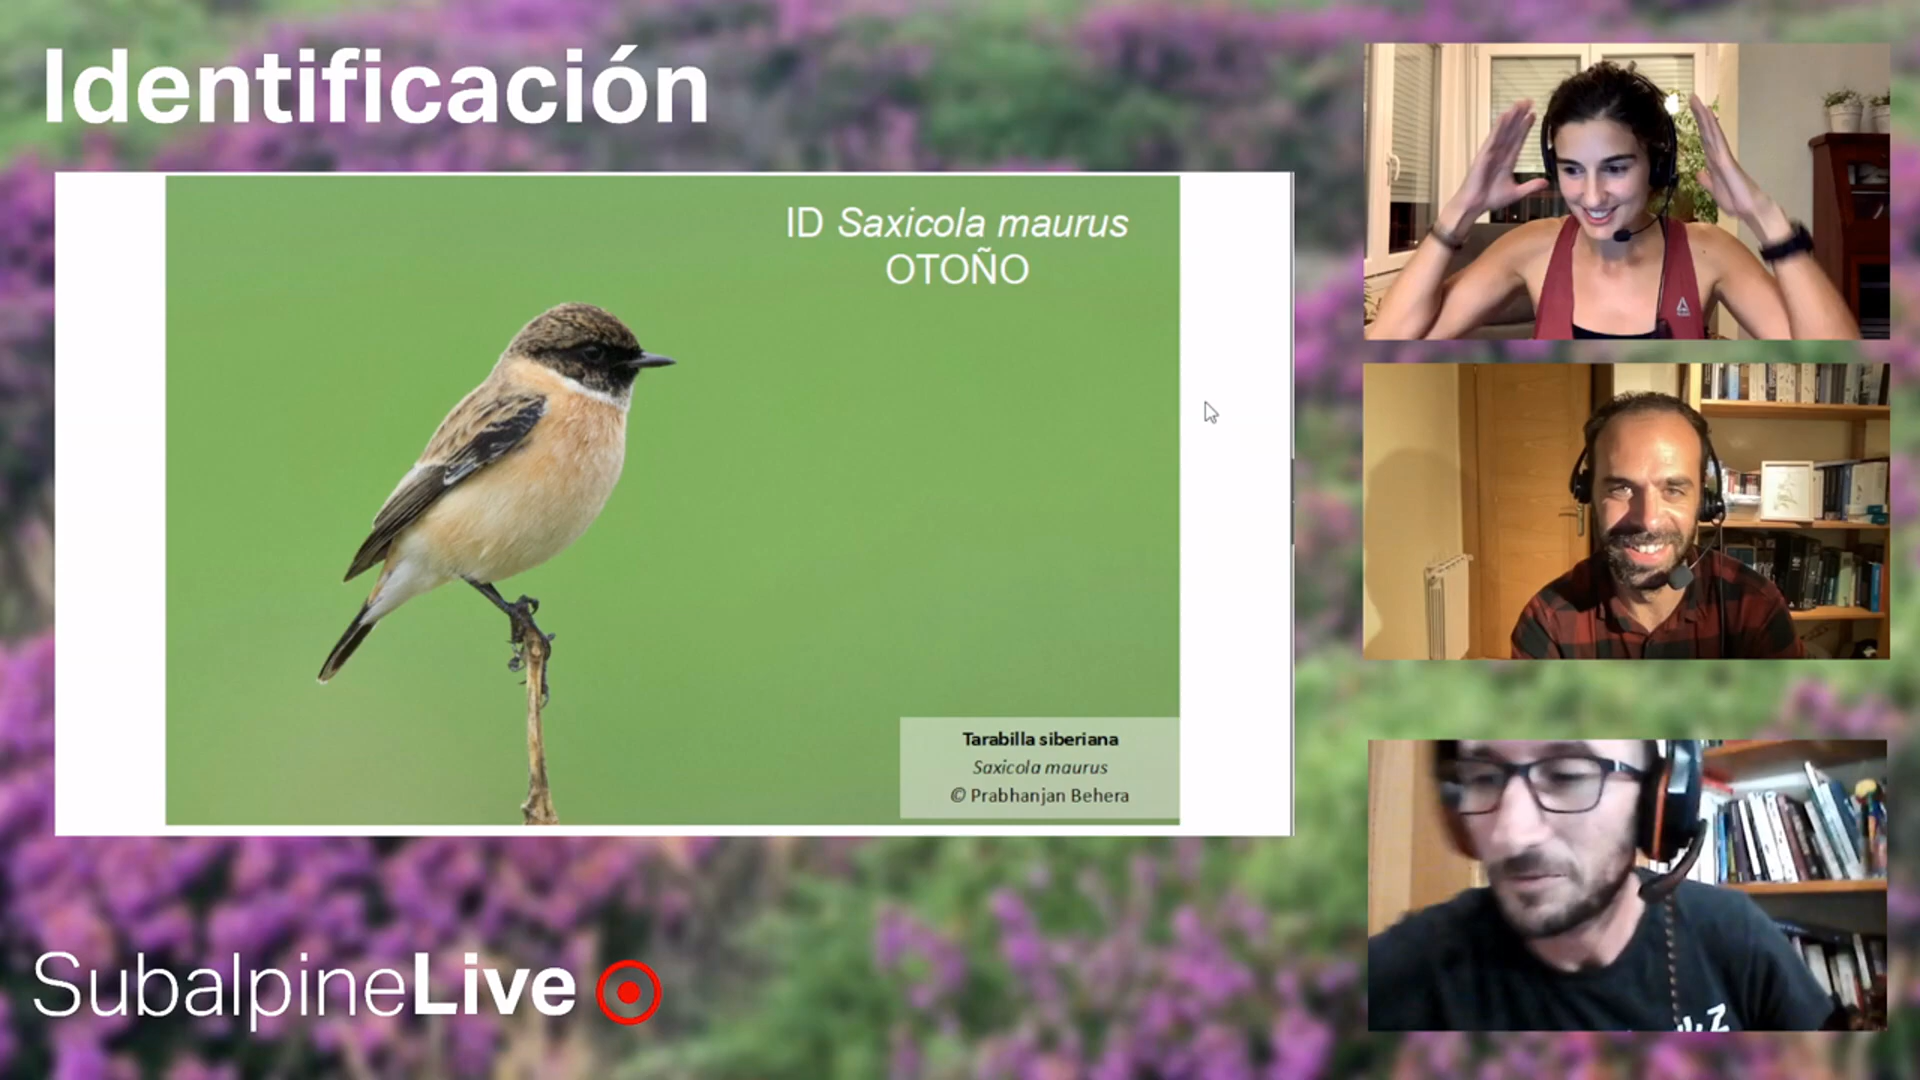 Identificación
ID Saxicola maurus
OTOÑO
Tarabilla siberiana
Saxicola maurus
© Prabhanjan Behera
SubalpineLive